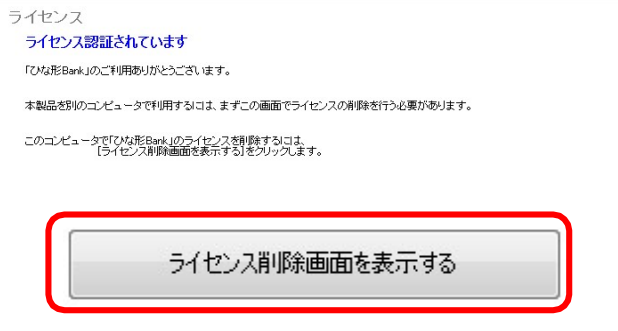 ライセンス
ライセンス認証されています
「ひな形Bank」のご利用ありがとうございます。
本製品を別のコンピュータで利用するには、まずこの画面でライセンスの削除を行う必要があります。
このコンピュータで「ひな形Bank」のライセンスを削除するには、
［ライセンス削除画面を表示する］をクリックします。
ライセンス削除画面を表示する